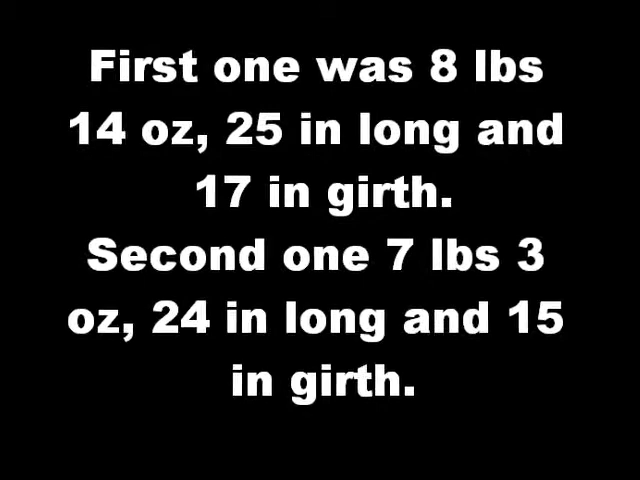 First one was 8 lbs
14 oz, 25 in long and
17 in girth.
Second one 7 lbs 3
oz, 24 in long and 15
in girth.